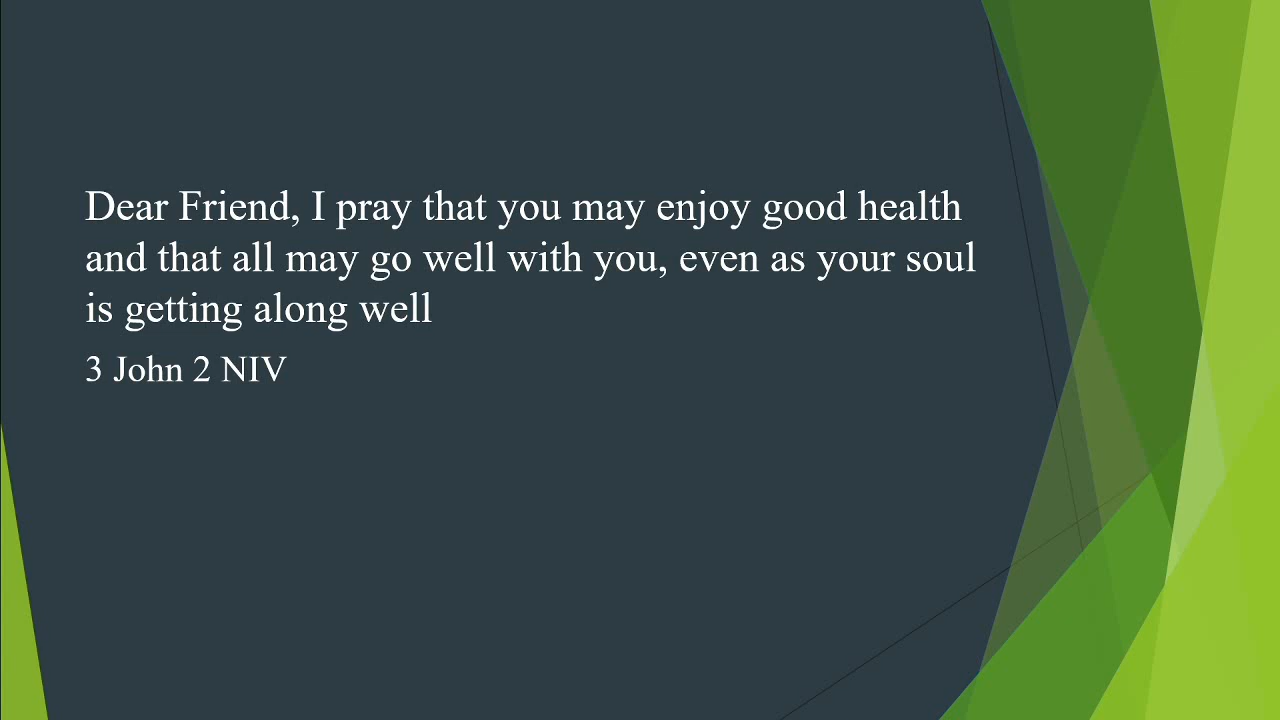 Dear Friend, I pray that you may enjoy good health
and that all may go well with you, even as your soul
is getting along well
3 John 2 NIV